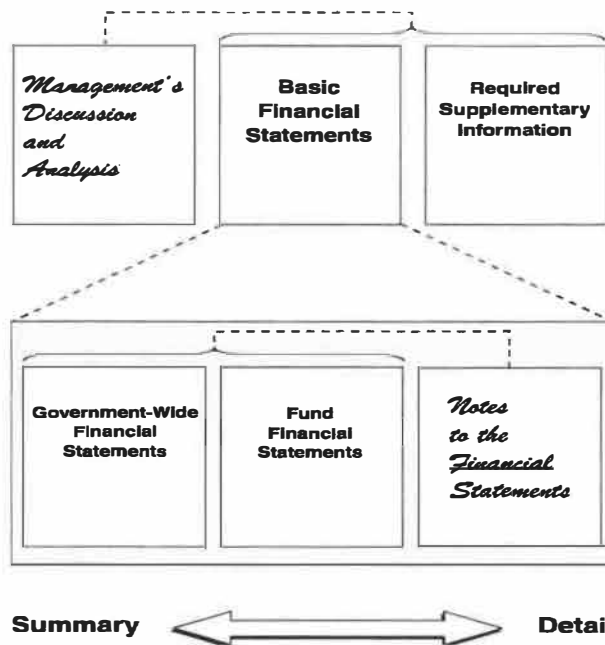 Management's
Discussion
and
Analysis
Basic
Financial
Statements
Required
Supplementary
Information
Government-Wide
Financial
Statements
Fund
Financial
Statements
Notes
to the
Financial
Statements
Summary
Detai